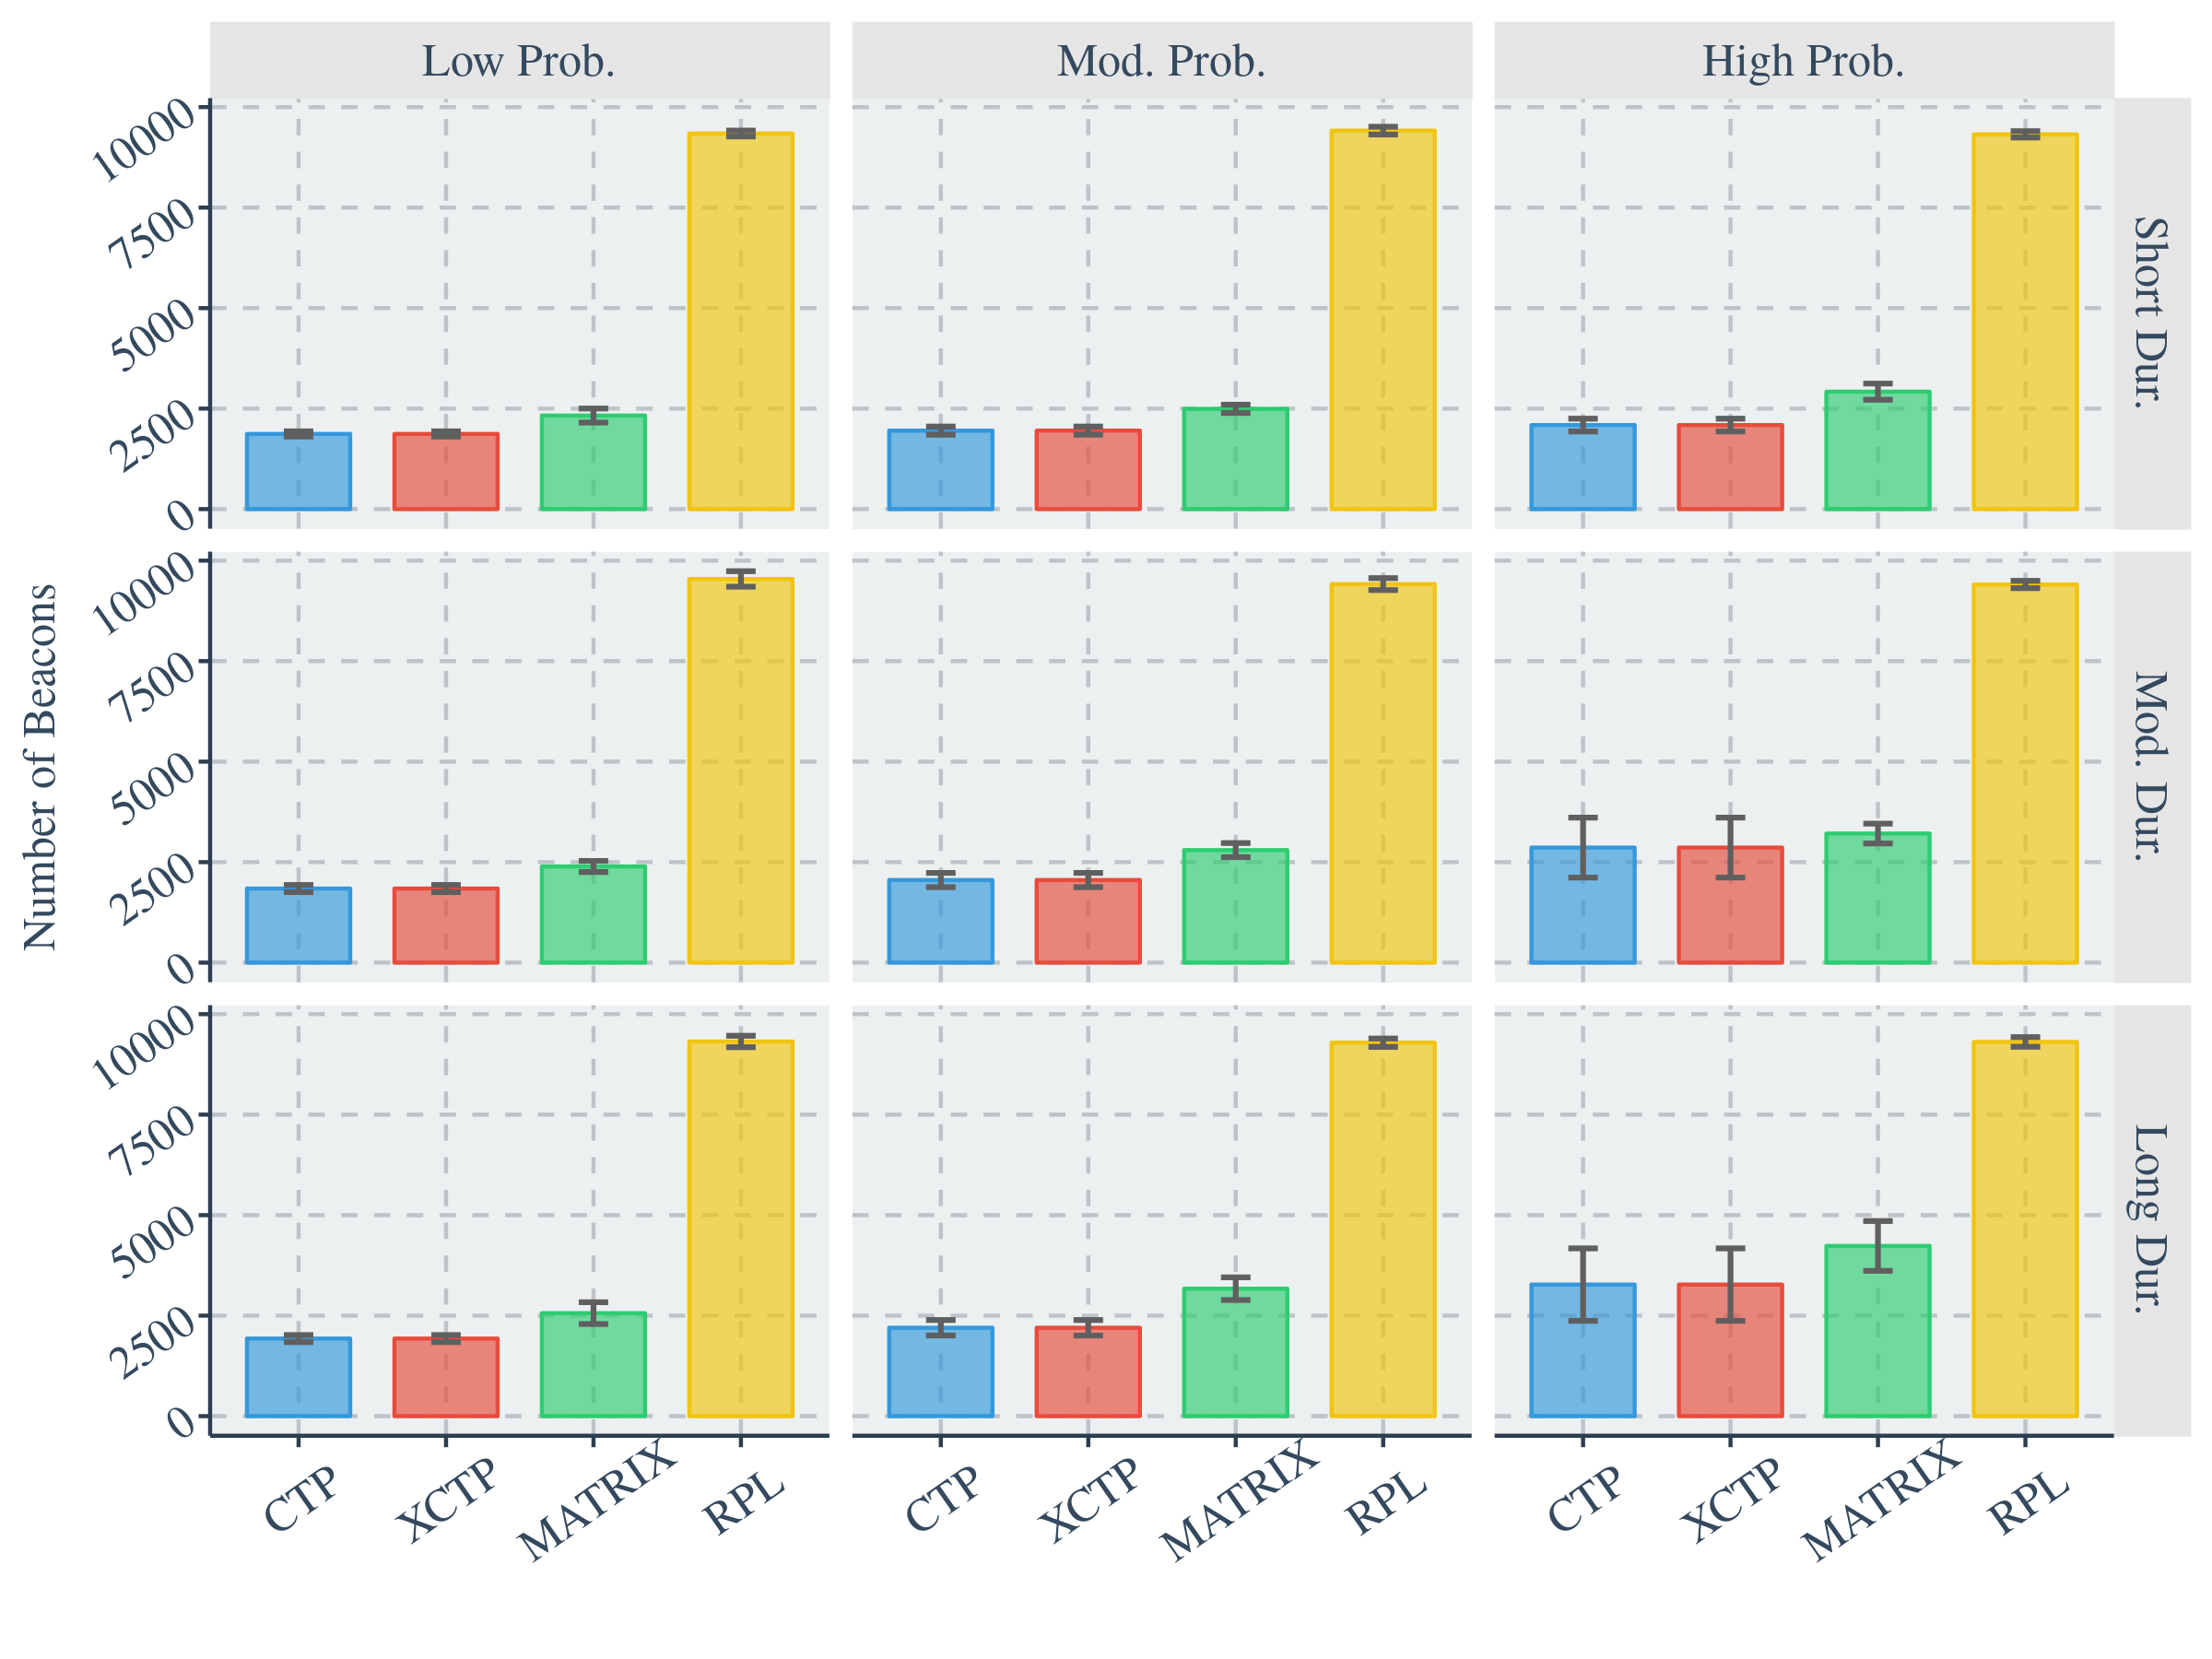 Low Prob. Mod. Prob. High Prob.
10000
7500
5000
2500
0
Short Dur.
10000
7500
5000
2500
0
Mod. Dur.
10000
7500
5000
2500
0
Long Dur.
Number of Beacons
CTP XCTP MATRIX RPL CTP XCTP MATRIX RPL CTP XCTP MATRIX RPL